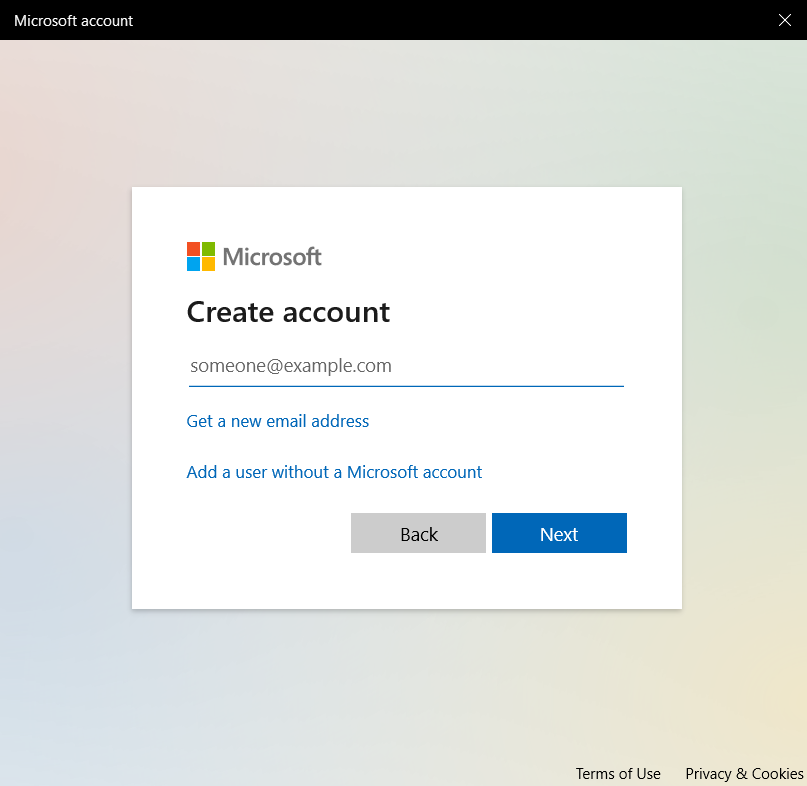 Microsoft account
Microsoft
Create account
someone@example.com
Get a new email address
Add a user without a Microsoft account
Back
Next
Terms of Use
Privacy & Cookies